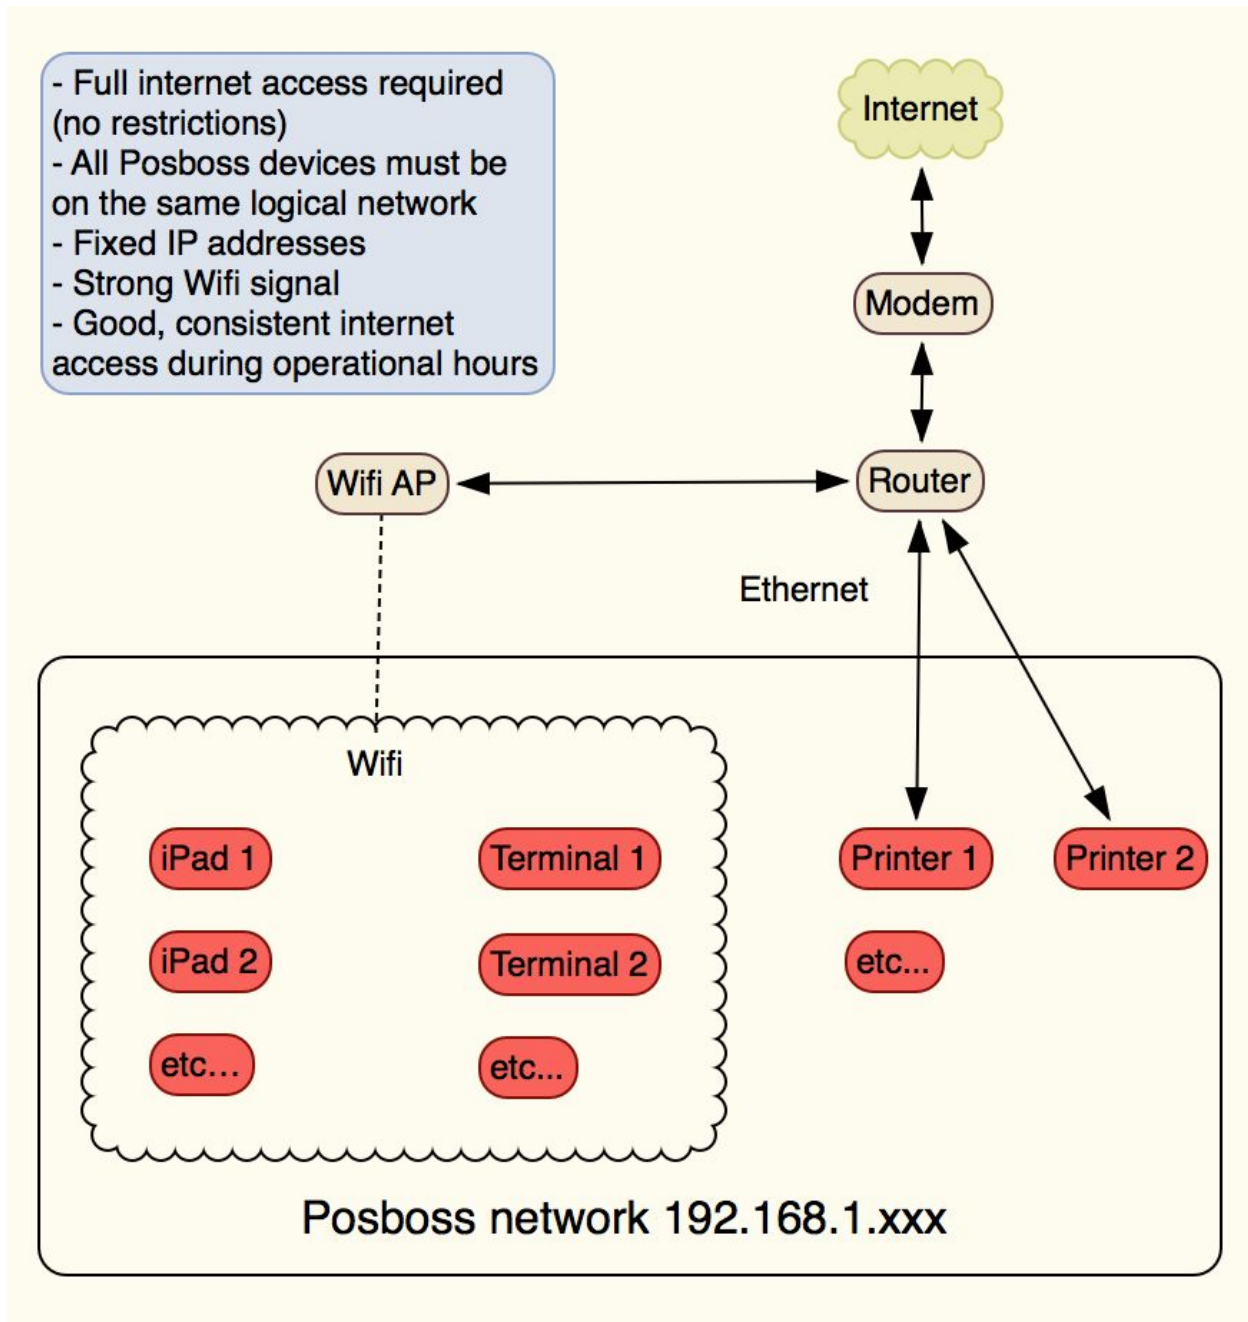 - Full internet access required
(no restrictions)
- All Posboss devices must be
on the same logical network
- Fixed IP addresses
- Strong Wifi signal
- Good, consistent internet
access during operational hours
Internet
Modem
Wifi AP
Router
Ethernet
Wifi
iPad 1
Terminal 1
Printer 1
Printer 2
iPad 2
Terminal 2
etc...
etc...
etc...
Posboss network 192.168.1.xxx